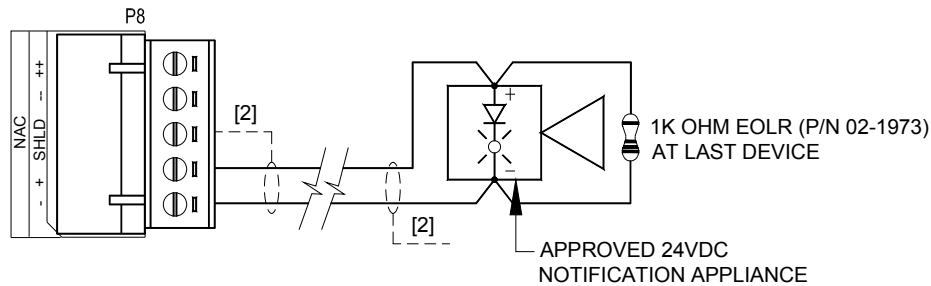 P8
NAC
- + SHLD -- ++
[2]
[2]
+
-
1K OHM EOLR (P/N 02-1973)
AT LAST DEVICE
APPROVED 24VDC
NOTIFICATION APPLIANCE